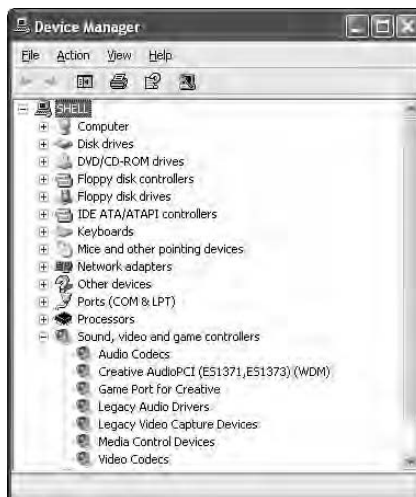 Device Manager
File Action View Help
SHELL
Computer
Disk drives
DVD/CD-ROM drives
Floppy disk controllers
Floppy disk drives
IDE ATA/ATAPI controllers
Keyboards
Mice and other pointing devices
Network adapters
Other devices
Ports (COM & LPT)
Processors
Sound, video and game controllers
Audio Codecs
Creative AudioPCI (ES1371,ES1373) (WDM)
Game Port for Creative
Legacy Audio Drivers
Legacy Video Capture Devices
Media Control Devices
Video Codecs